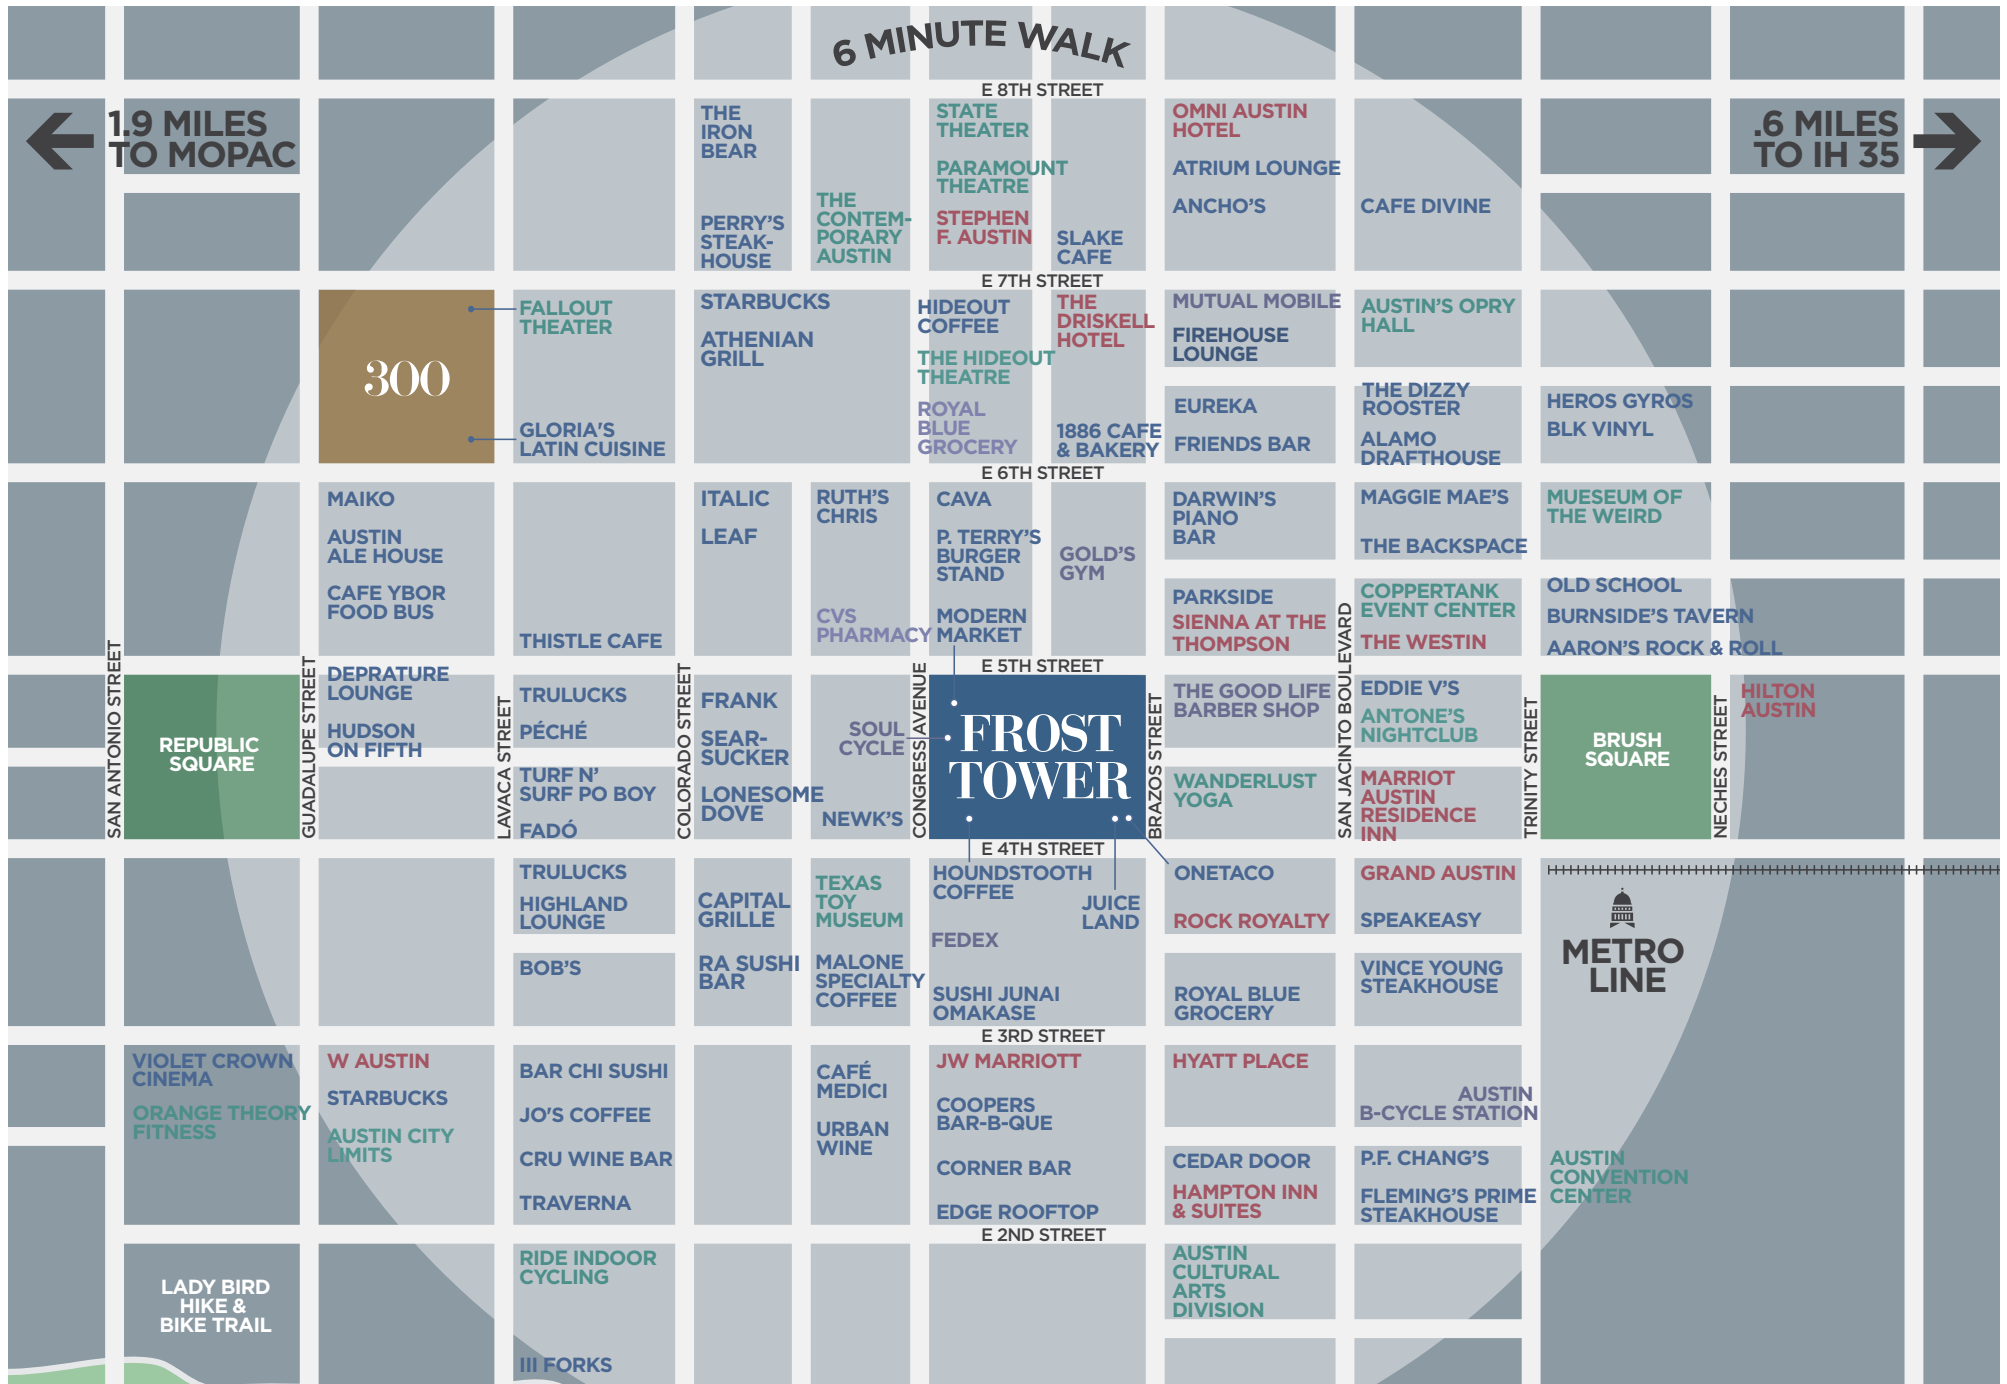 6 MINUTE WALK
E 8TH STREET
1.9 MILES
TO MOPAC
.6 MILES
TO IH 35
THE
IRON
BEAR
PERRY'S
STEAK-
HOUSE
THE
CONTEM-
PORARY
AUSTIN
STATE
THEATER
PARAMOUNT
THEATRE
STEPHEN
F. AUSTIN
SLAKE
CAFE
OMNI AUSTIN
HOTEL
ATRIUM LOUNGE
ANCHO'S
CAFE DIVINE
E 7TH STREET
300
FALLOUT
THEATER
GLORIA'S
LATIN CUISINE
STARBUCKS
ATHENIAN
GRILL
HIDEOUT
COFFEE
THE HIDEOUT
THEATRE
ROYAL
BLUE
GROCERY
THE
DRISKELL
HOTEL
1886 CAFE
& BAKERY
MUTUAL MOBILE
FIREHOUSE
LOUNGE
EUREKA
FRIENDS BAR
AUSTIN'S OPRY
HALL
THE DIZZY
ROOSTER
ALAMO
DRAFTHOUSE
HEROS GYROS
BLK VINYL
E 6TH STREET
MAIKO
AUSTIN
ALE HOUSE
CAFE YBOR
FOOD BUS
THISTLE CAFE
ITALIC
LEAF
RUTH'S
CHRIS
CVS
PHARMACY
CAVA
P. TERRY'S
BURGER
STAND
MODERN
MARKET
GOLD'S
GYM
DARWIN'S
PIANO
BAR
PARKSIDE
SIENNA AT THE
THOMPSON
MAGGIE MAE'S
THE BACKSPACE
COPPERTANK
EVENT CENTER
THE WESTIN
MUESEUM OF
THE WEIRD
OLD SCHOOL
BURNSIDE'S TAVERN
AARON'S ROCK & ROLL
E 5TH STREET
SAN ANTONIO STREET
REPUBLIC
SQUARE
GUADALUPE STREET
DEPRATURE
LOUNGE
HUDSON
ON FIFTH
LAVACA STREET
TRULUCKS
PÉCHÉ
TURF N'
SURF PO BOY
FADÓ
COLORADO STREET
FRANK
SEAR-
SUCKER
LONESOME
DOVE
SOUL
CYCLE
NEWK'S
CONGRESS AVENUE
FROST
TOWER
BRAZOS STREET
THE GOOD LIFE
BARBER SHOP
WANDERLUST
YOGA
SAN JACINTO BOULEVARD
EDDIE V'S
ANTONE'S
NIGHTCLUB
MARRIOT
AUSTIN
RESIDENCE
INN
TRINITY STREET
BRUSH
SQUARE
NECHES STREET
HILTON
AUSTIN
E 4TH STREET
TRULUCKS
HIGHLAND
LOUNGE
BOB'S
CAPITAL
GRILLE
RA SUSHI
BAR
TEXAS
TOY
MUSEUM
MALONE
SPECIALTY
COFFEE
HOUNDSTOOTH
COFFEE
JUICE
LAND
FEDEX
SUSHI JUNAI
OMAKASE
ONETACO
ROCK ROYALTY
ROYAL BLUE
GROCERY
GRAND AUSTIN
SPEAKEASY
VINCE YOUNG
STEAKHOUSE
METRO
LINE
E 3RD STREET
VIOLET CROWN
CINEMA
ORANGE THEORY
FITNESS
W AUSTIN
STARBUCKS
AUSTIN CITY
LIMITS
BAR CHI SUSHI
JO'S COFFEE
CRU WINE BAR
TRAVERNA
CAFÉ
MEDICI
URBAN
WINE
JW MARRIOTT
COOPERS
BAR-B-QUE
CORNER BAR
EDGE ROOFTOP
HYATT PLACE
CEDAR DOOR
HAMPTON INN
& SUITES
AUSTIN
B-CYCLE STATION
P.F. CHANG'S
FLEMING'S PRIME
STEAKHOUSE
AUSTIN
CONVENTION
CENTER
E 2ND STREET
LADY BIRD
HIKE &
BIKE TRAIL
RIDE INDOOR
CYCLING
III FORKS
AUSTIN
CULTURAL
ARTS
DIVISION